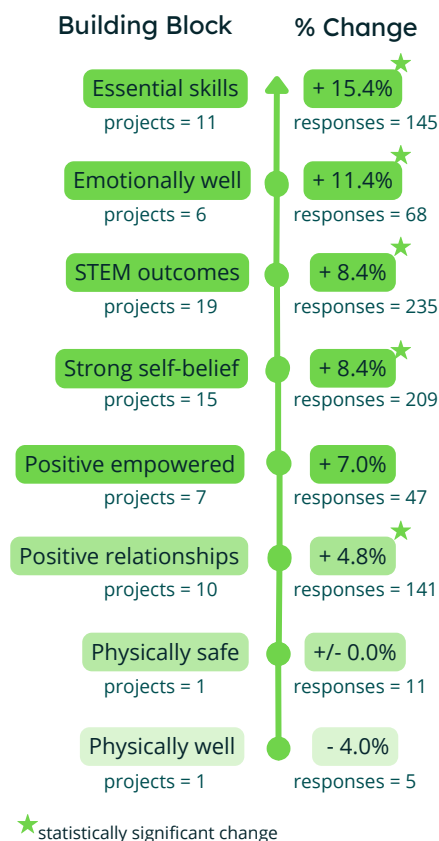 Building Block % Change
Essential skills + 15.4%
projects = 11 responses = 145
Emotionally well + 11.4%
projects = 6 responses = 68
STEM outcomes + 8.4%
projects = 19 responses = 235
Strong self-belief + 8.4%
projects = 15 responses = 209
Positive empowered + 7.0%
projects = 7 responses = 47
Positive relationships + 4.8%
projects = 10 responses = 141
Physically safe +/- 0.0%
projects = 1 responses = 11
Physically well - 4.0%
projects = 1 responses = 5
statistically significant change